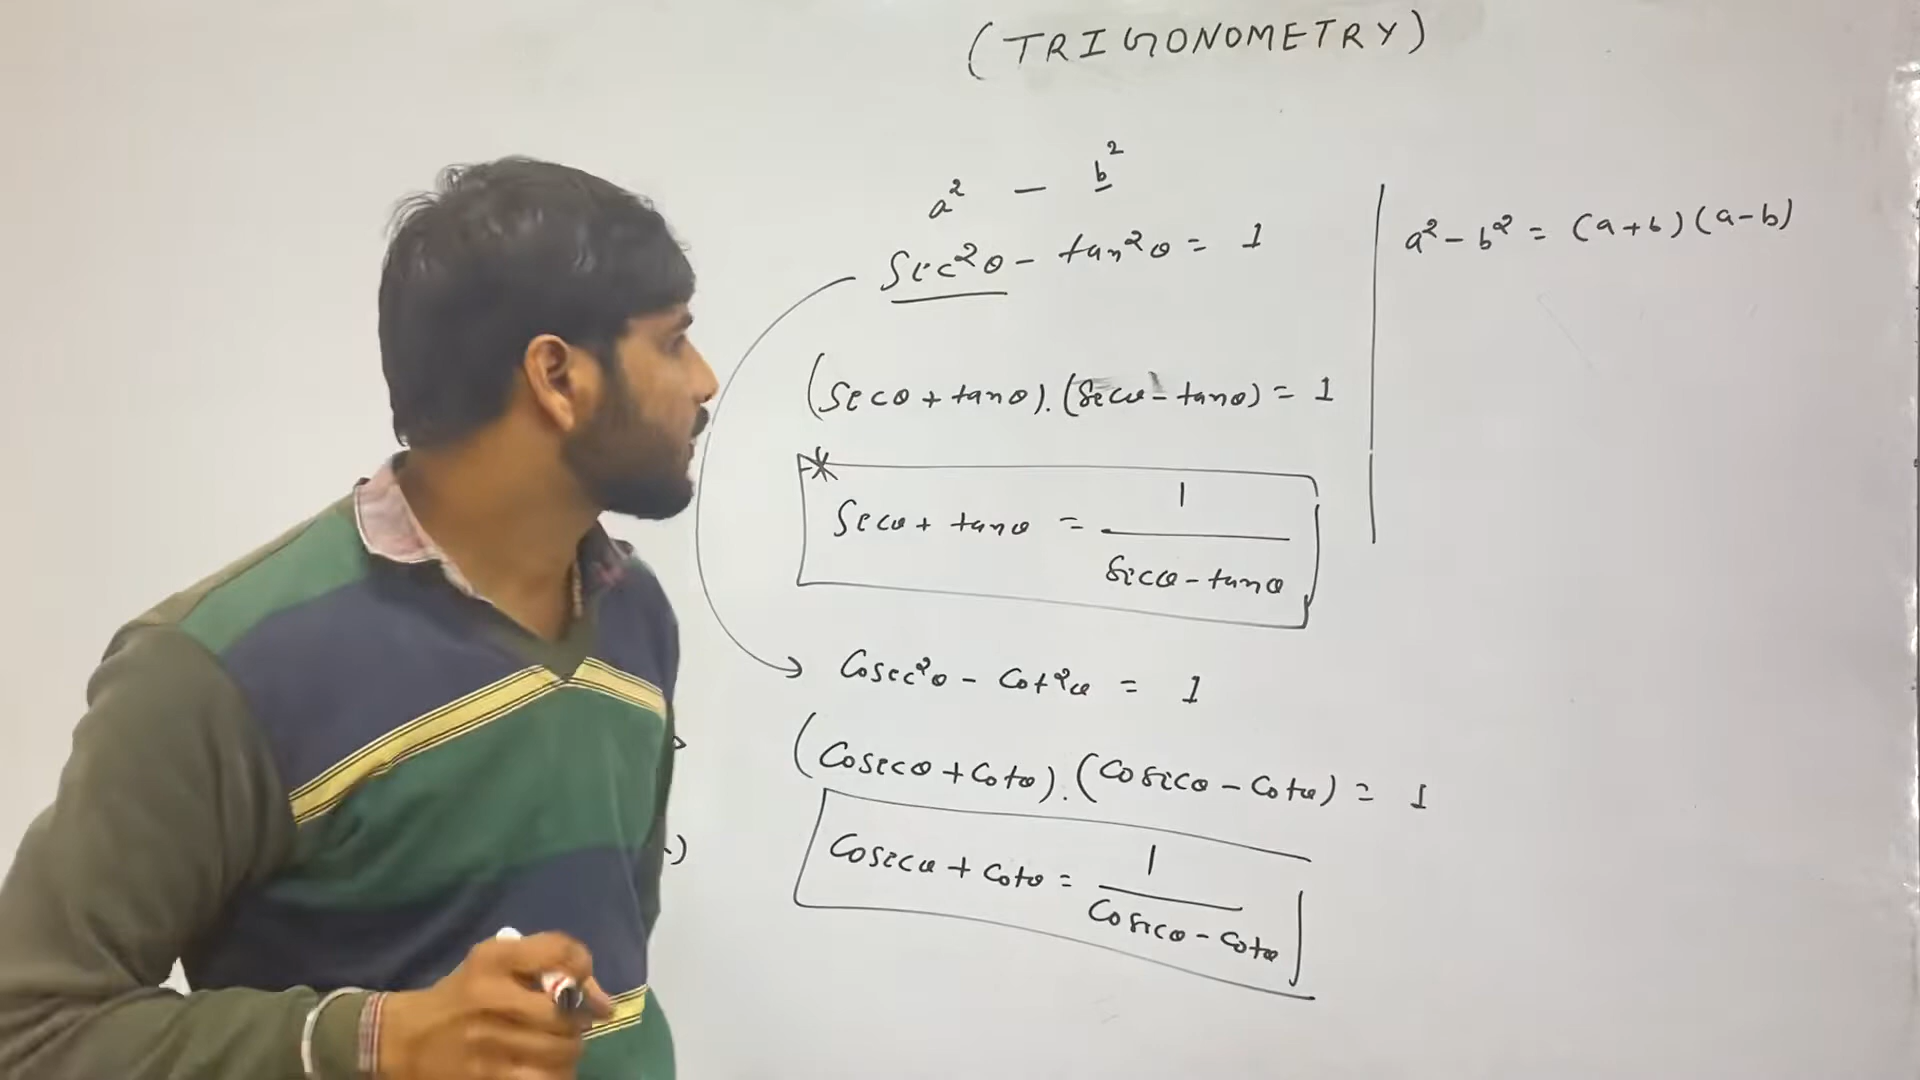 (TRIGONOMETRY)
a² - b²
Sec²θ - tan²θ = 1
(Secθ + tanθ).(Secθ - tanθ) = 1
*
Secθ + tanθ = 1/(Secθ - tanθ)
Cosec²θ - Cot²θ = 1
(Cosecθ + Cotθ).(Cosecθ - Cotθ) = 1
Cosecθ + Cotθ = 1/(Cosecθ - Cotθ)
a² - b² = (a+b)(a-b)